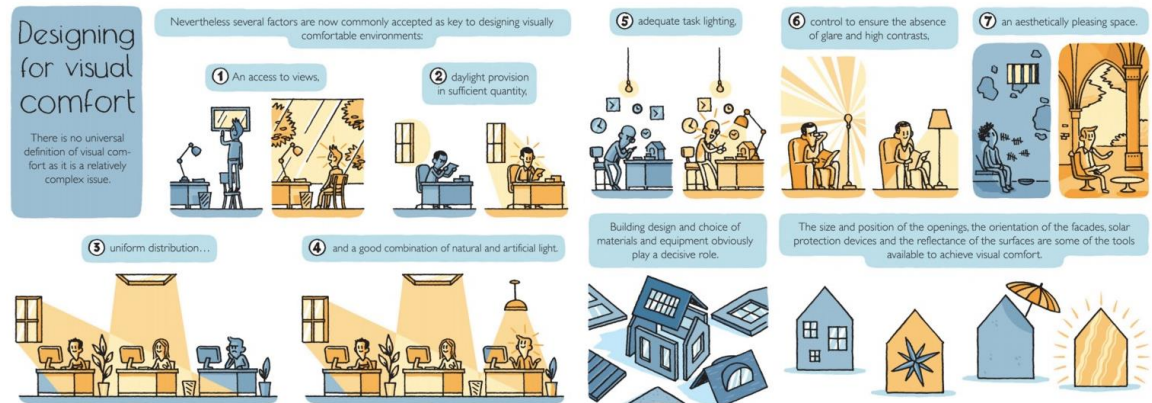 Designing
for visual
comfort
There is no universal
definition of visual com-
fort as it is a relatively
complex issue.
Nevertheless several factors are now commonly accepted as key to designing visually
comfortable environments:
1 An access to views,
2 daylight provision
in sufficient quantity,
3 uniform distribution…
4 and a good combination of natural and artificial light.
5 adequate task lighting,
6 control to ensure the absence
of glare and high contrasts,
7 an aesthetically pleasing space.
Building design and choice of
materials and equipment obviously
play a decisive role.
The size and position of the openings, the orientation of the facades, solar
protection devices and the reflectance of the surfaces are some of the tools
available to achieve visual comfort.